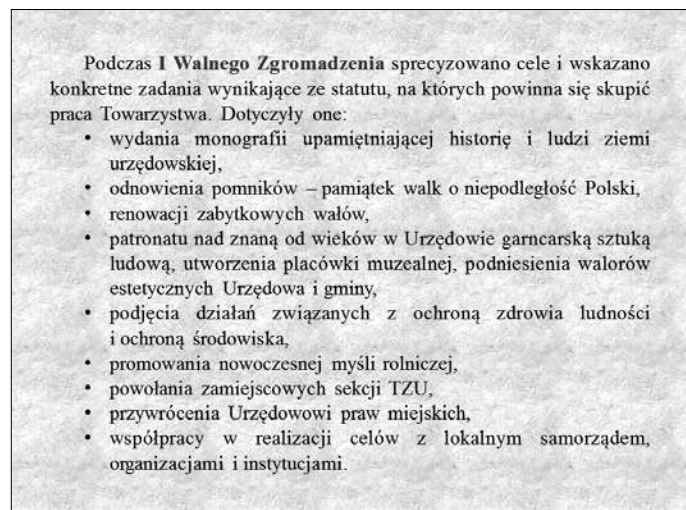 Podczas I Walnego Zgromadzenia sprecyzowano cele i wskazano
konkretne zadania wynikające ze statutu, na których powinna się skupić
praca Towarzystwa. Dotyczyły one:
• wydania monografii upamiętniającej historię i ludzi ziemi
urzędowskiej,
• odnowienia pomników – pamiątek walk o niepodległość Polski,
• renowacji zabytkowych wałów,
• patronatu nad znaną od wieków w Urzędowie garncarską sztuką
ludową, utworzenia placówki muzealnej, podniesienia walorów
estetycznych Urzędowa i gminy,
• podjęcia działań związanych z ochroną zdrowia ludności
i ochroną środowiska,
• promowania nowoczesnej myśli rolniczej,
• powołania zamiejscowych sekcji TZU,
• przywrócenia Urzędowowi praw miejskich,
• współpracy w realizacji celów z lokalnym samorządem,
organizacjami i instytucjami.